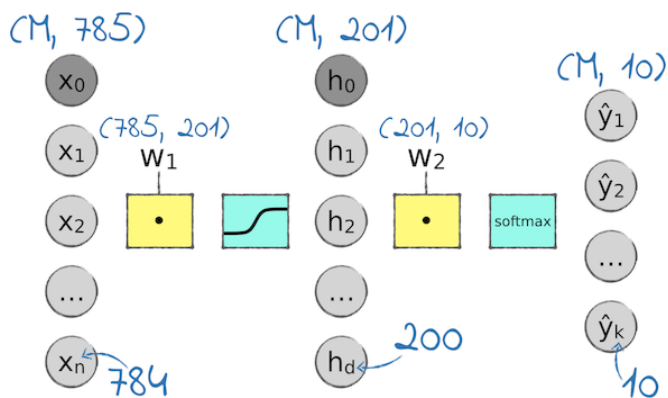 (M, 785)
(M, 201)
(M, 10)
x₀
h₀
ŷ₁
(785, 201)
(201, 10)
x₁
w₁
h₁
w₂
ŷ₂
x₂
•
h₂
•
softmax
...
...
...
xₙ
784
h_d
200
ŷₖ
10